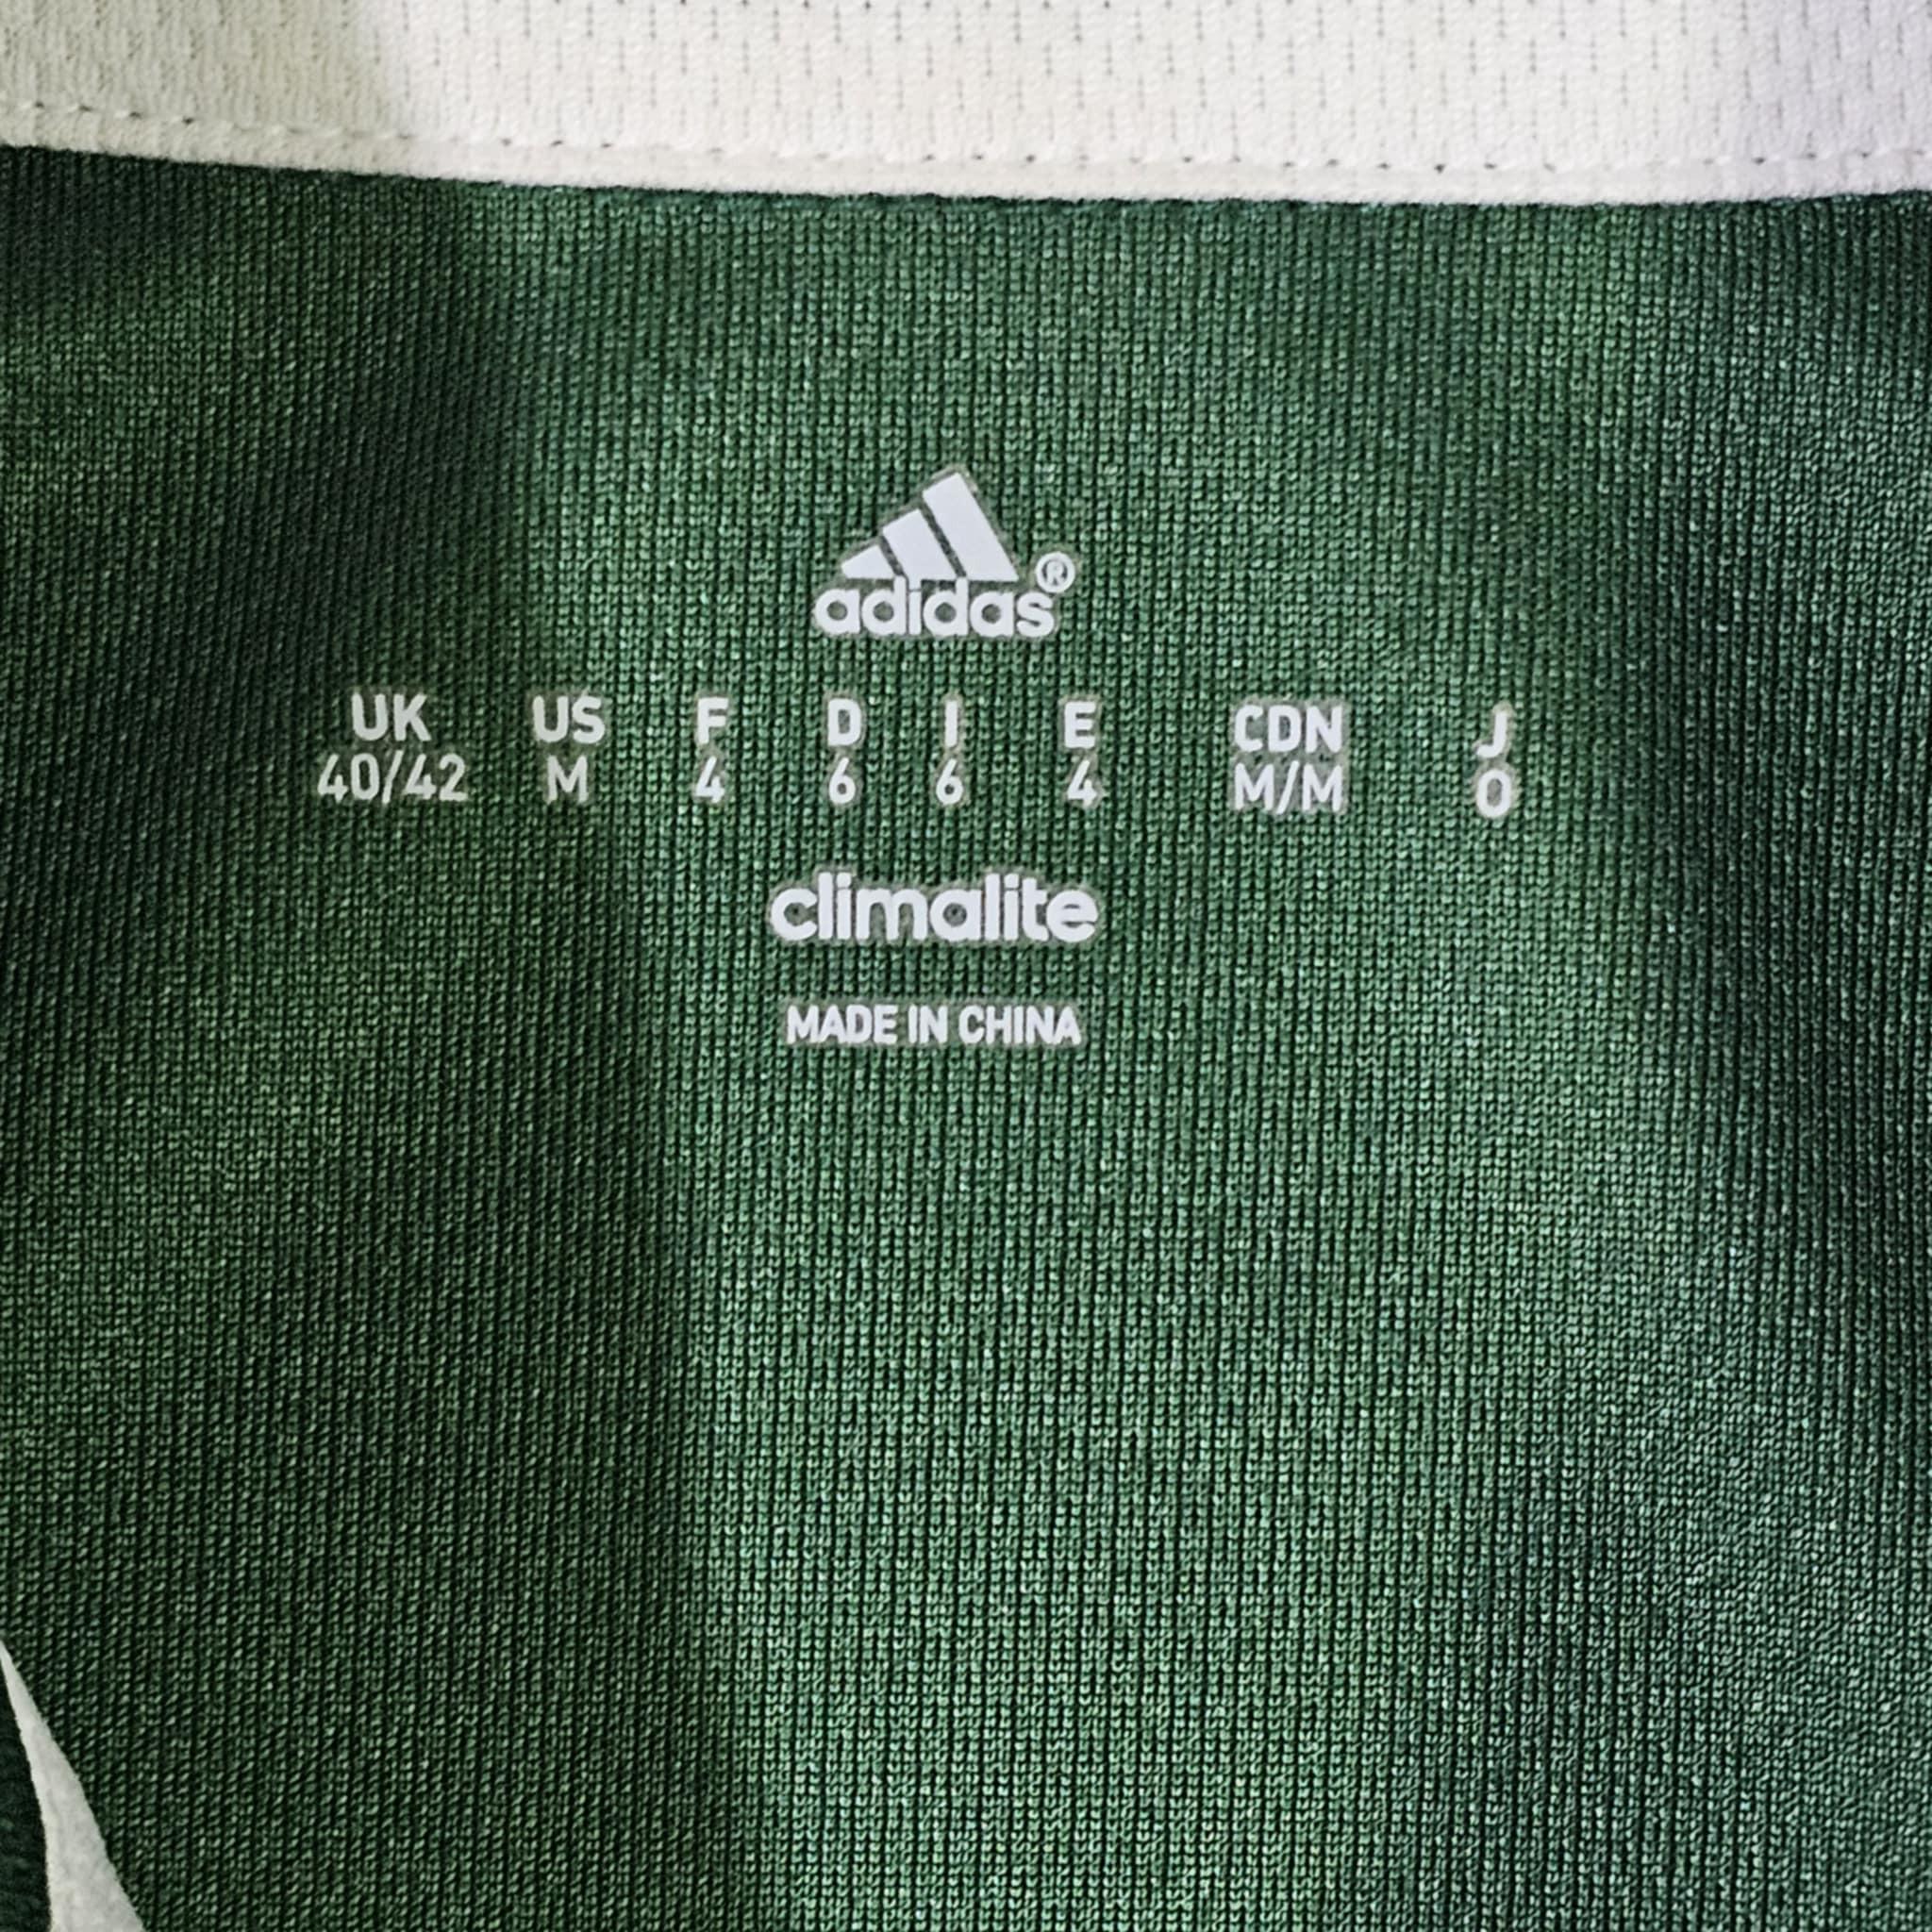 adidas®
UK US F D I E CDN J
40/42 M 4 6 6 4 M/M O
climalite
MADE IN CHINA